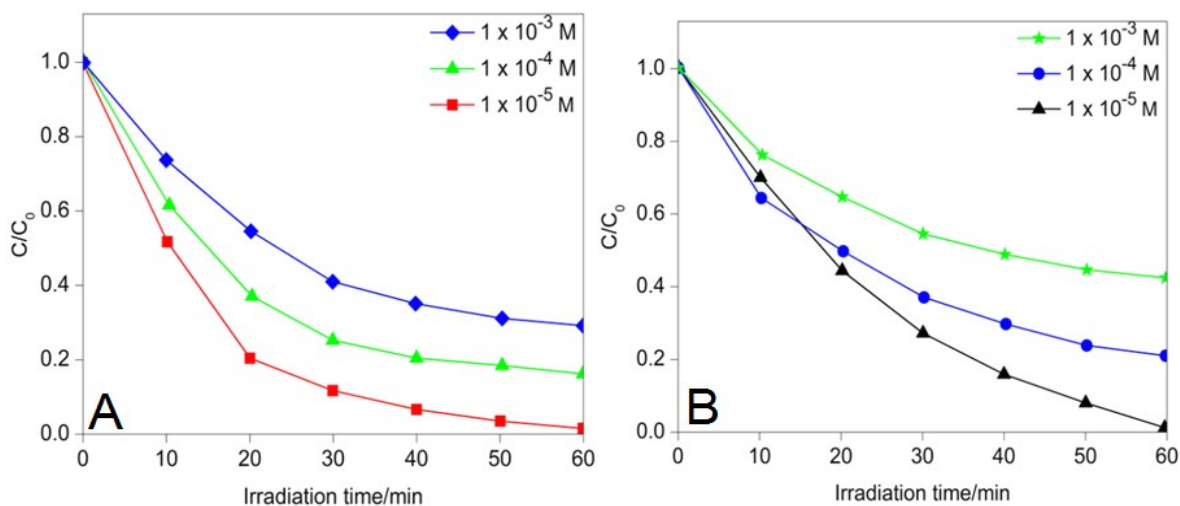 1 x 10⁻³ M
1 x 10⁻⁴ M
1 x 10⁻⁵ M
1.0
0.8
0.6
0.4
0.2
0.0
C/C₀
A
0 10 20 30 40 50 60
Irradiation time/min
1 x 10⁻³ M
1 x 10⁻⁴ M
1 x 10⁻⁵ M
1.0
0.8
0.6
0.4
0.2
0.0
C/C₀
B
0 10 20 30 40 50 60
Irradiation time/min